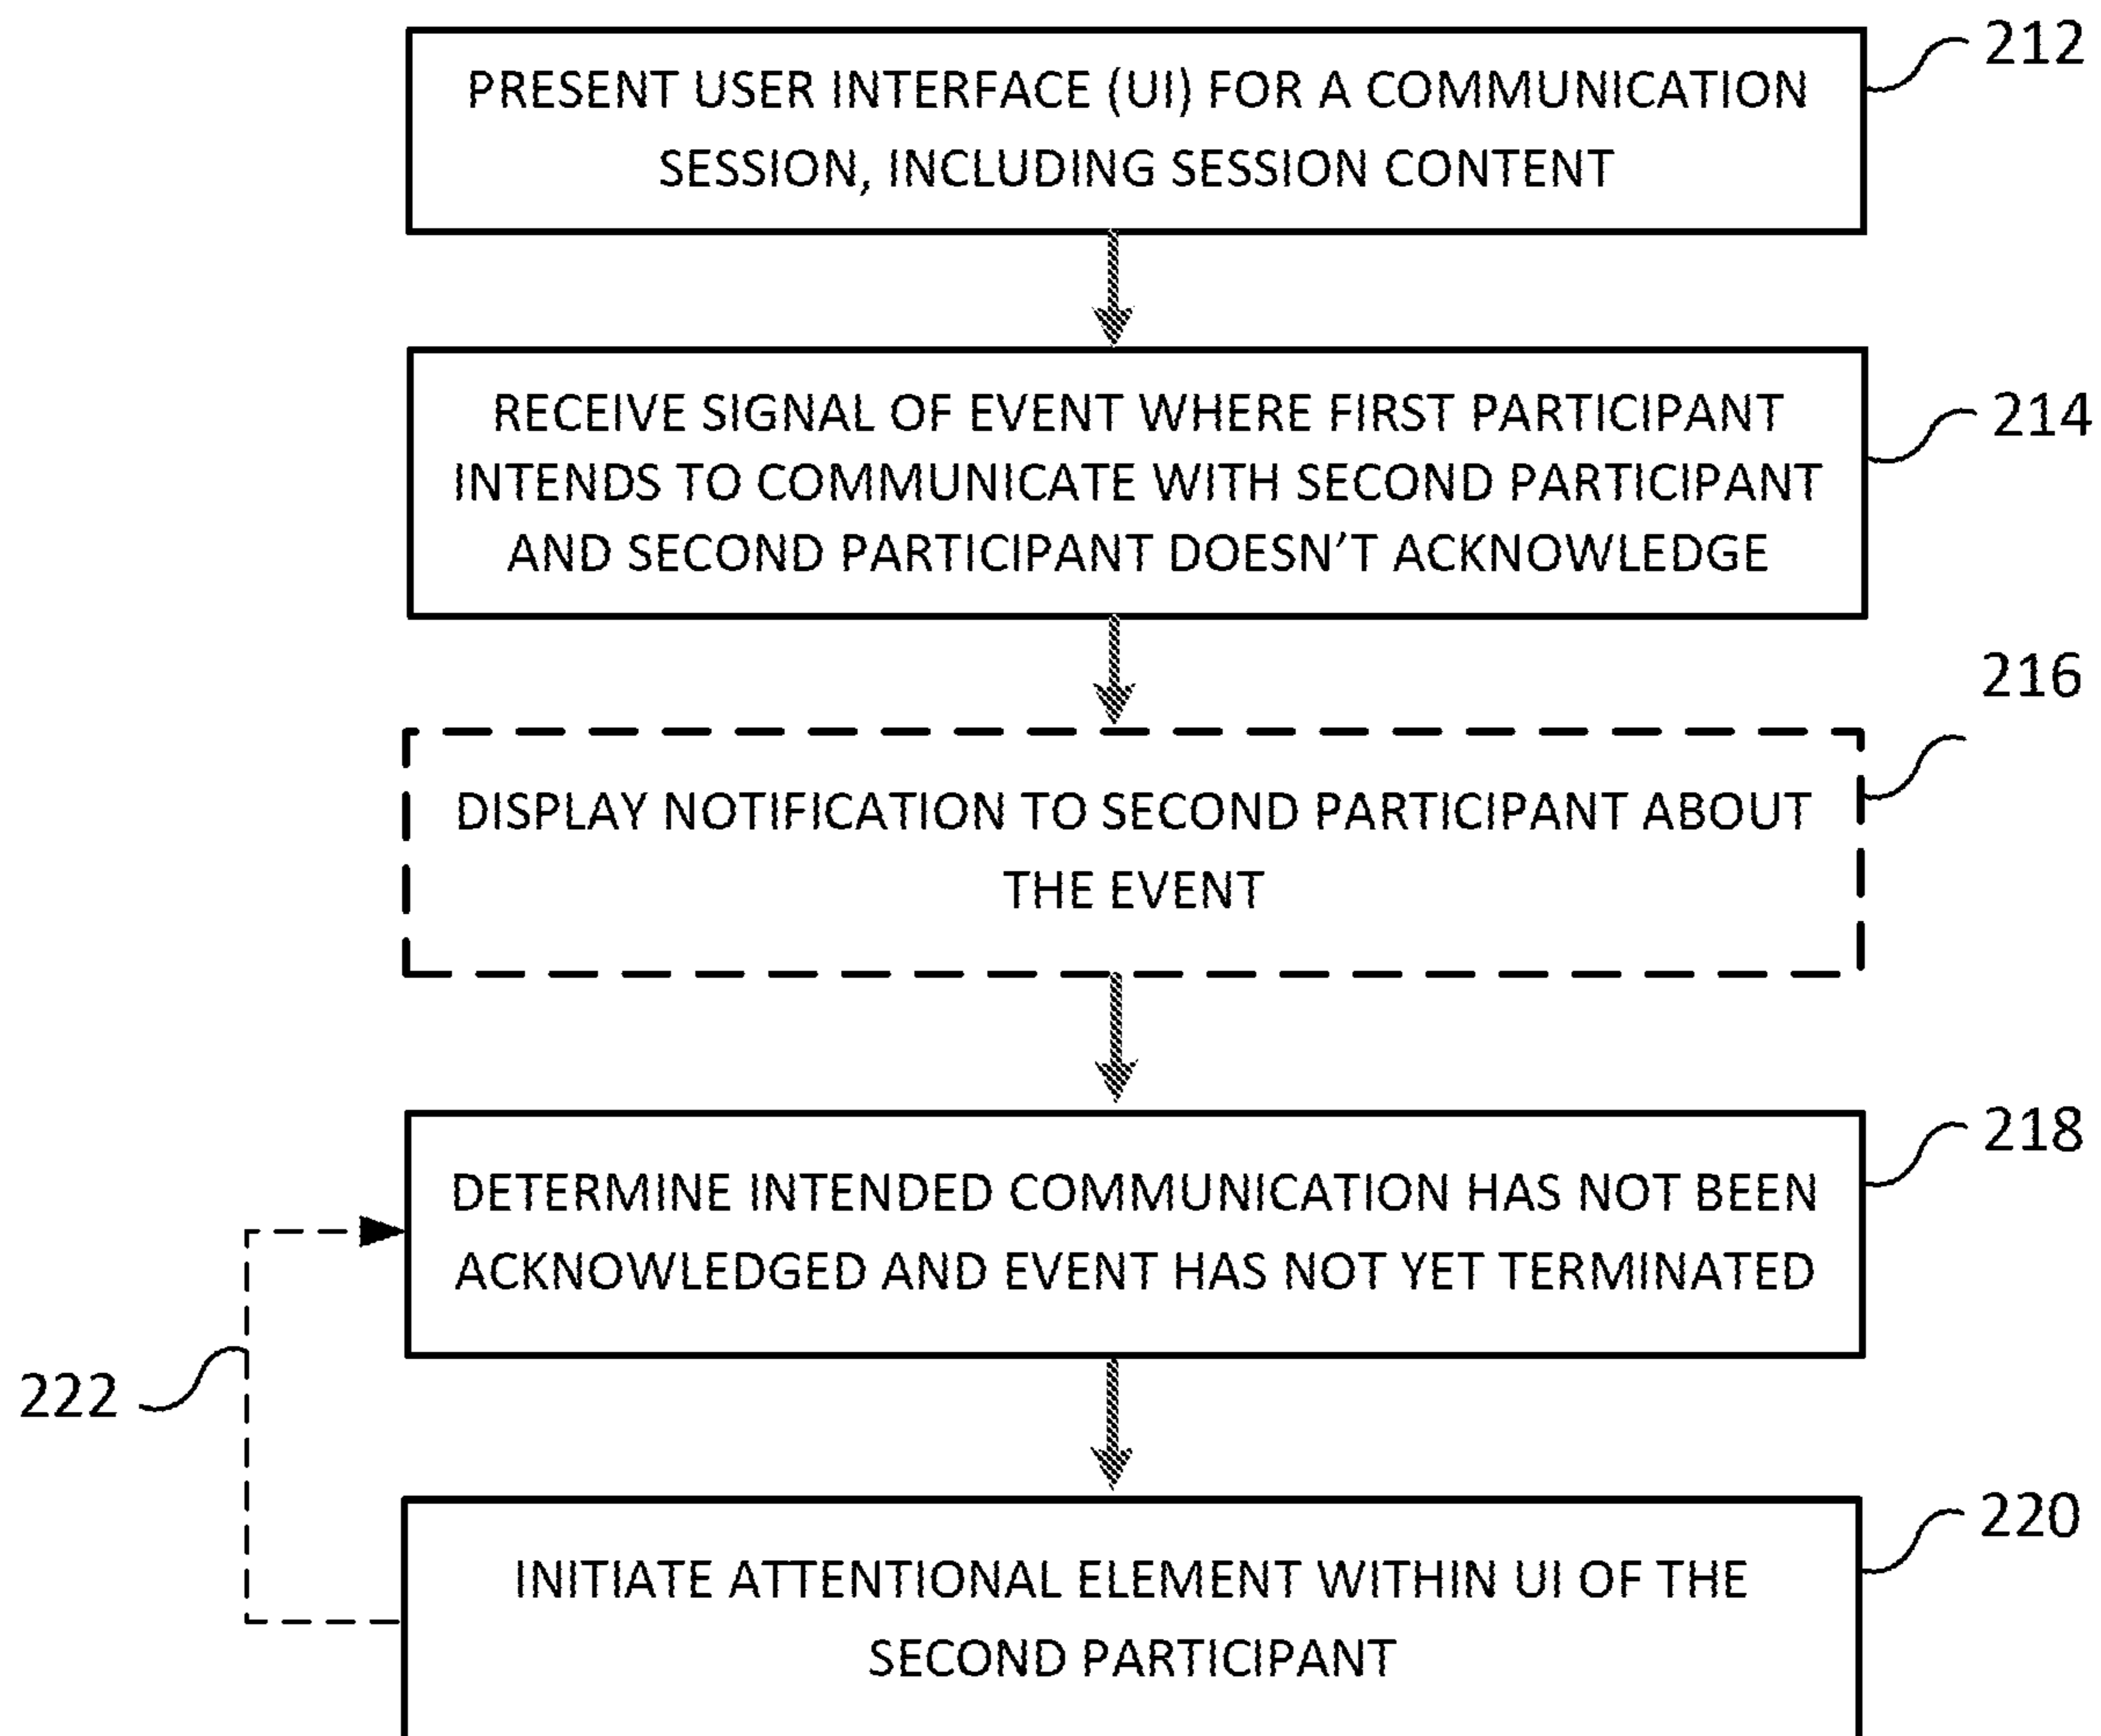 212
PRESENT USER INTERFACE (UI) FOR A COMMUNICATION
SESSION, INCLUDING SESSION CONTENT
214
RECEIVE SIGNAL OF EVENT WHERE FIRST PARTICIPANT
INTENDS TO COMMUNICATE WITH SECOND PARTICIPANT
AND SECOND PARTICIPANT DOESN'T ACKNOWLEDGE
216
DISPLAY NOTIFICATION TO SECOND PARTICIPANT ABOUT
THE EVENT
218
DETERMINE INTENDED COMMUNICATION HAS NOT BEEN
ACKNOWLEDGED AND EVENT HAS NOT YET TERMINATED
222
220
INITIATE ATTENTIONAL ELEMENT WITHIN UI OF THE
SECOND PARTICIPANT